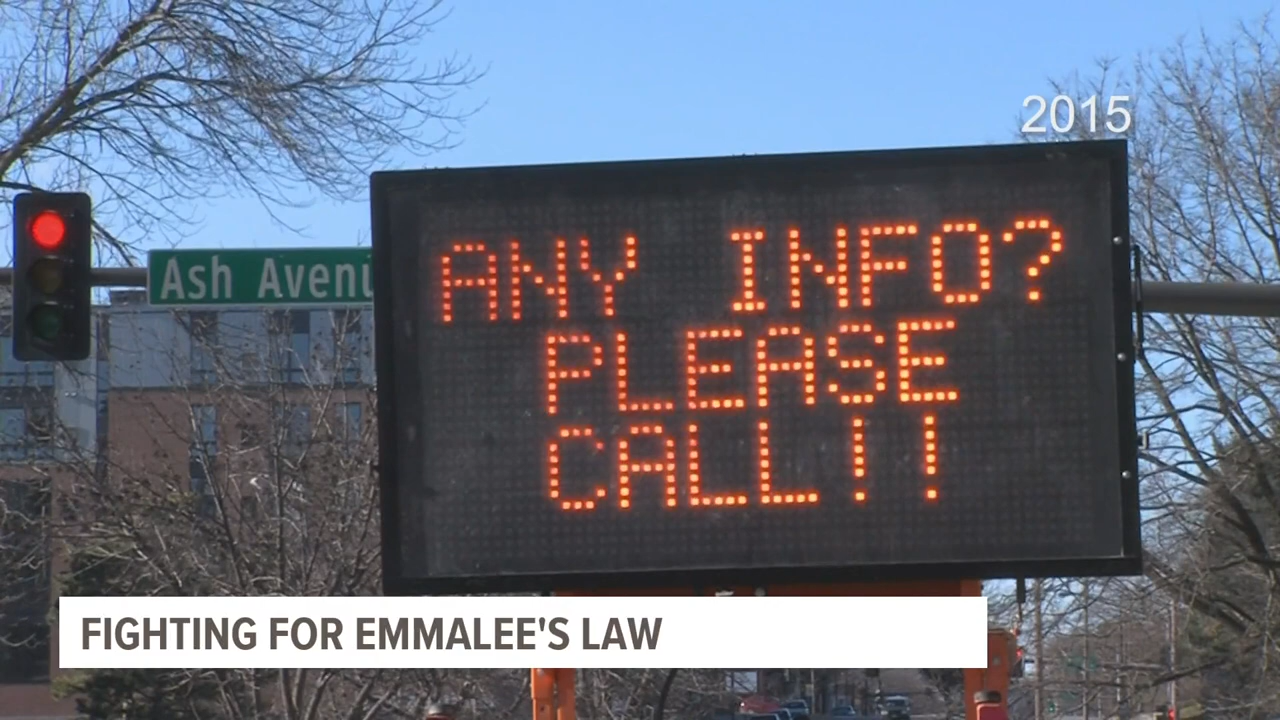 2015
Ash Avenu
ANY INFO?
PLEASE
CALL!!
FIGHTING FOR EMMALEE'S LAW